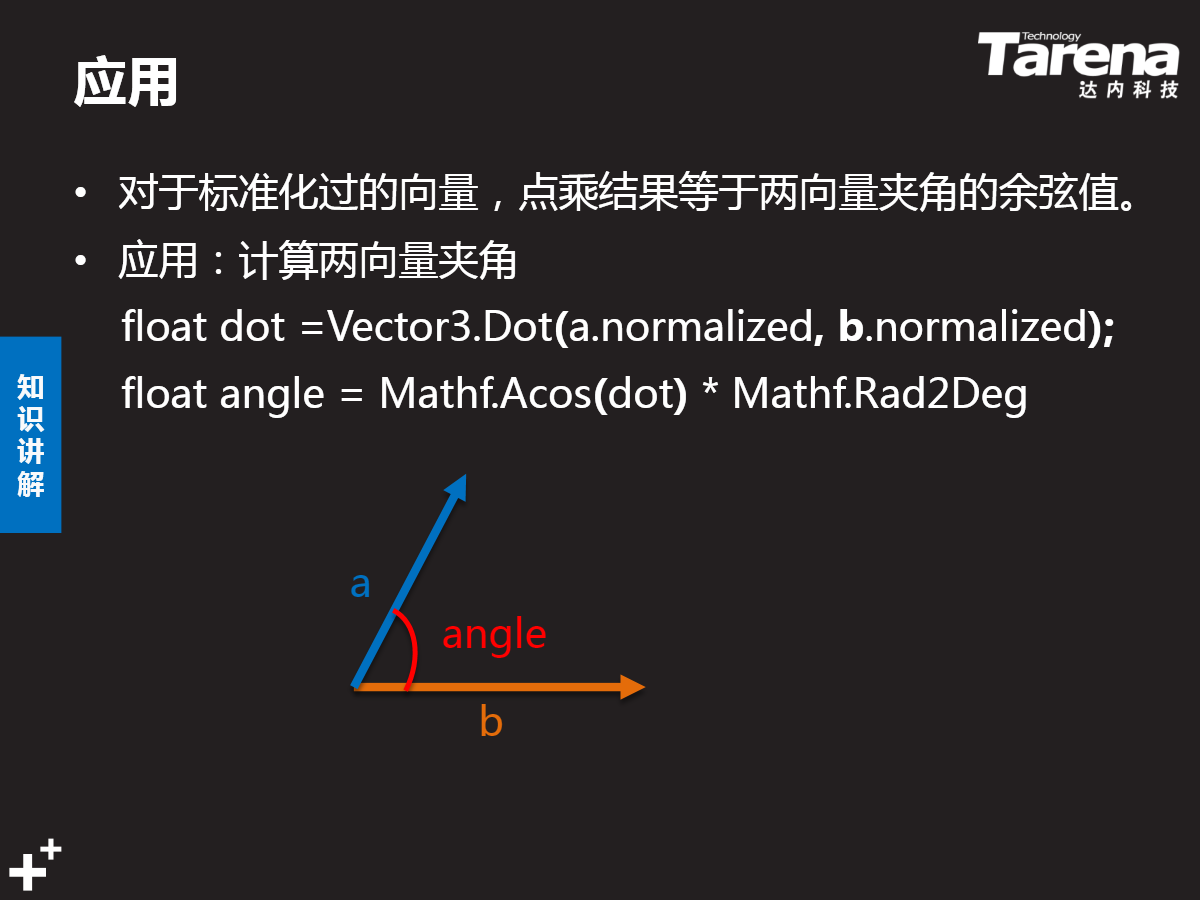 应用
Technology
Tarena
达内科技
• 对于标准化过的向量，点乘结果等于两向量夹角的余弦值。
• 应用：计算两向量夹角
float dot =Vector3.Dot(a.normalized, b.normalized);
float angle = Mathf.Acos(dot) * Mathf.Rad2Deg
知
识
讲
解
a
angle
b